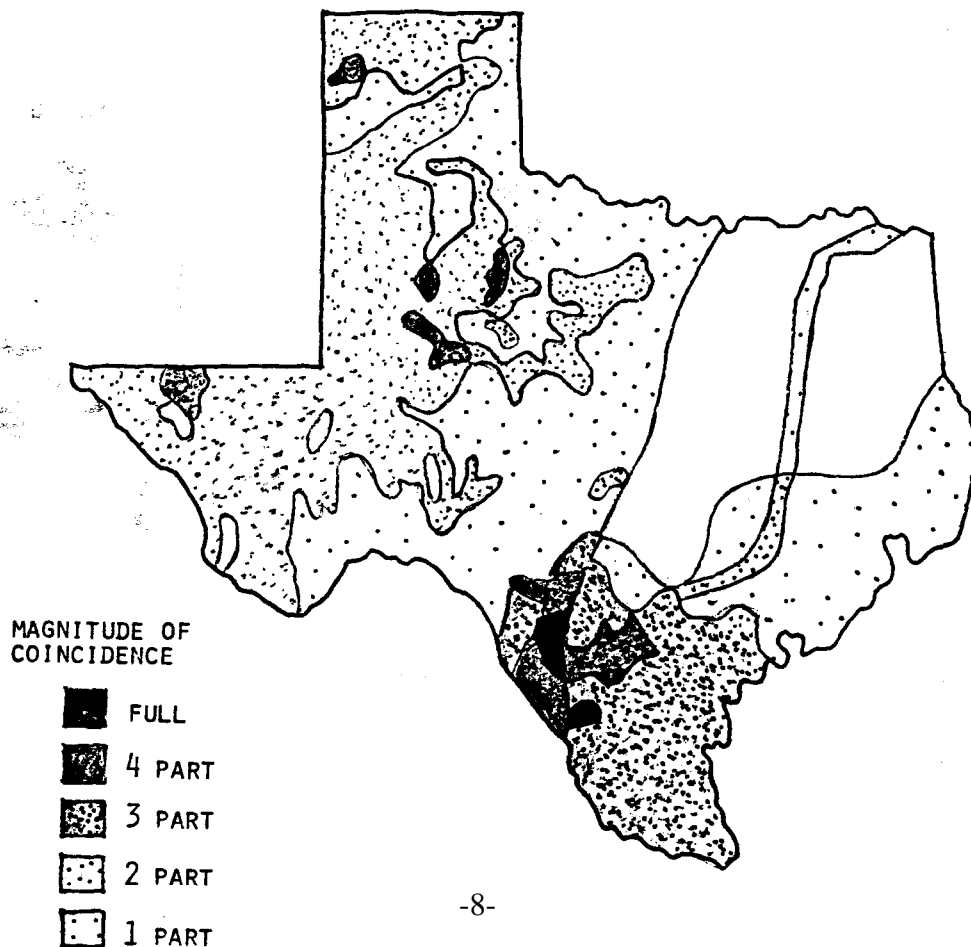 MAGNITUDE OF
COINCIDENCE
FULL
4 PART
3 PART
2 PART
1 PART
-8-